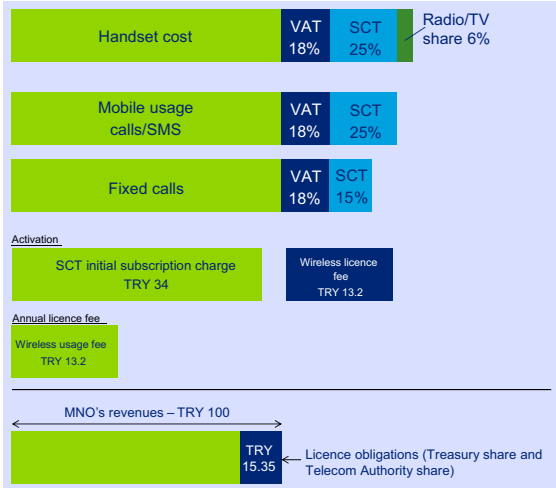 Handset cost
VAT
18%
SCT
25%
Radio/TV
share 6%
Mobile usage
calls/SMS
VAT
18%
SCT
25%
Fixed calls
VAT
18%
SCT
15%
Activation
SCT initial subscription charge
TRY 34
Wireless licence
fee
TRY 13.2
Annual licence fee
Wireless usage fee
TRY 13.2
MNO's revenues – TRY 100
TRY
15.35
Licence obligations (Treasury share and
Telecom Authority share)